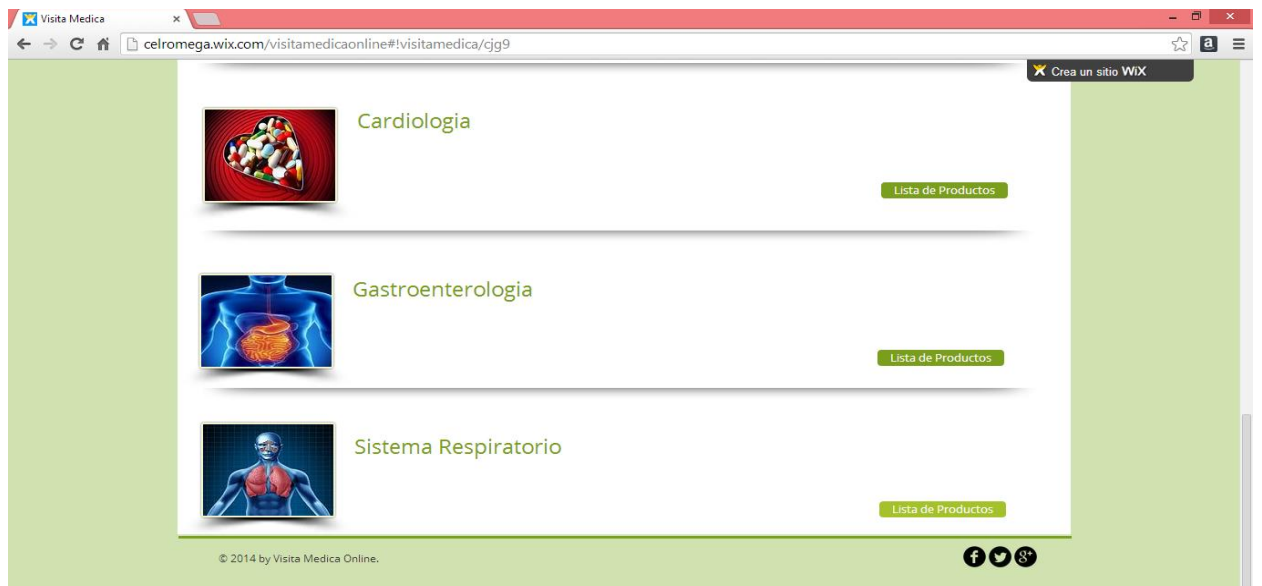 Visita Medica
celromega.wix.com/visitamedicaonline#!visitamedica/cjg9
Crea un sitio WiX
Cardiologia
Lista de Productos
Gastroenterologia
Lista de Productos
Sistema Respiratorio
Lista de Productos
© 2014 by Visita Medica Online.